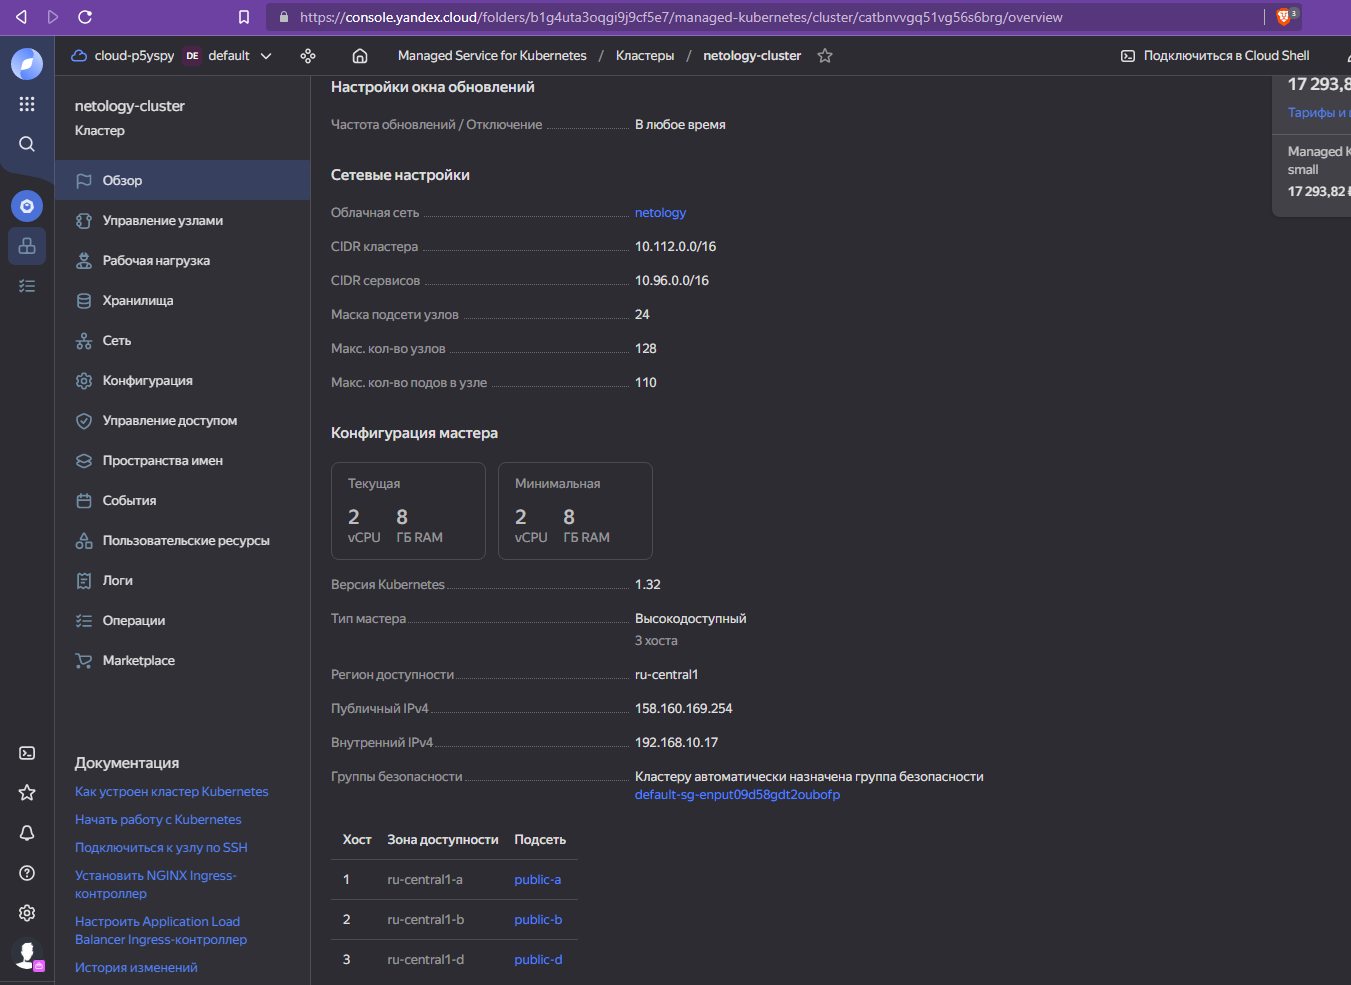 https://console.yandex.cloud/folders/b1g4uta3oqgi9j9cf5e7/managed-kubernetes/cluster/catbnvvgq51vg56s6brg/overview
3
cloud-p5yspy DE default
Managed Service for Kubernetes / Кластеры / netology-cluster
Подключиться в Cloud Shell
netology-cluster
Кластер
Обзор
Управление узлами
Рабочая нагрузка
Хранилища
Сеть
Конфигурация
Управление доступом
Пространства имен
События
Пользовательские ресурсы
Логи
Операции
Marketplace
Документация
Как устроен кластер Kubernetes
Начать работу с Kubernetes
Подключиться к узлу по SSH
Установить NGINX Ingress-
контроллер
Настроить Application Load
Balancer Ingress-контроллер
История изменений
Настройки окна обновлений
Частота обновлений / Отключение В любое время
Сетевые настройки
Облачная сеть netology
CIDR кластера 10.112.0.0/16
CIDR сервисов 10.96.0.0/16
Маска подсети узлов 24
Макс. кол-во узлов 128
Макс. кол-во подов в узле 110
Конфигурация мастера
Текущая
2 8
vCPU ГБ RAM
Минимальная
2 8
vCPU ГБ RAM
Версия Kubernetes 1.32
Тип мастера Высокодоступный
3 хоста
Регион доступности ru-central1
Публичный IPv4 158.160.169.254
Внутренний IPv4 192.168.10.17
Группы безопасности Кластеру автоматически назначена группа безопасности
default-sg-enput09d58gdt2oubofp
Хост Зона доступности Подсеть
1 ru-central1-a public-a
2 ru-central1-b public-b
3 ru-central1-d public-d
17 293,8
Тарифы и
Managed K
small
17 293,82